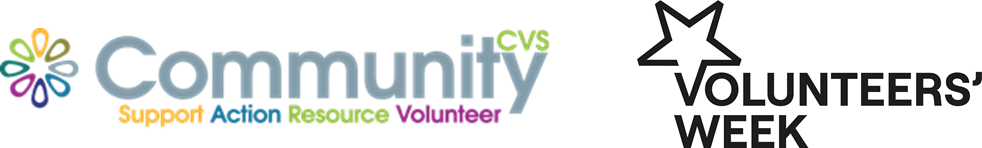 Community CVS
Support Action Resource Volunteer
VOLUNTEERS'
WEEK